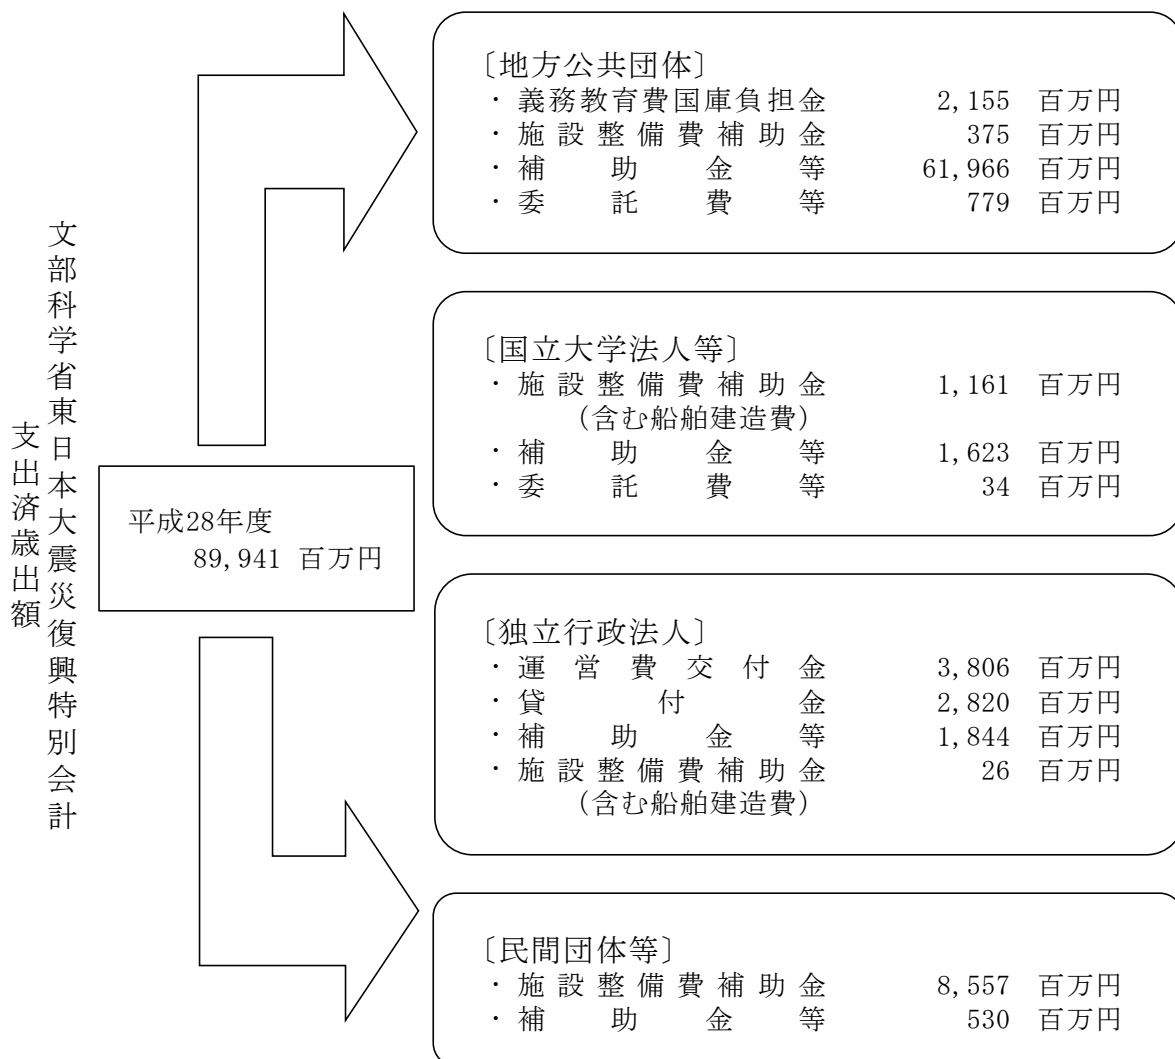 文部科学省東日本大震災復興特別会計
支出済歳出額
平成28年度
89,941 百万円
〔地方公共団体〕
・義務教育費国庫負担金 2,155 百万円
・施設整備費補助金 375 百万円
・補助金等 61,966 百万円
・委託費等 779 百万円
〔国立大学法人等〕
・施設整備費補助金 1,161 百万円
（含む船舶建造費）
・補助金等 1,623 百万円
・委託費等 34 百万円
〔独立行政法人〕
・運営費交付金 3,806 百万円
・貸付金 2,820 百万円
・補助金等 1,844 百万円
・施設整備費補助金 26 百万円
（含む船舶建造費）
〔民間団体等〕
・施設整備費補助金 8,557 百万円
・補助金等 530 百万円